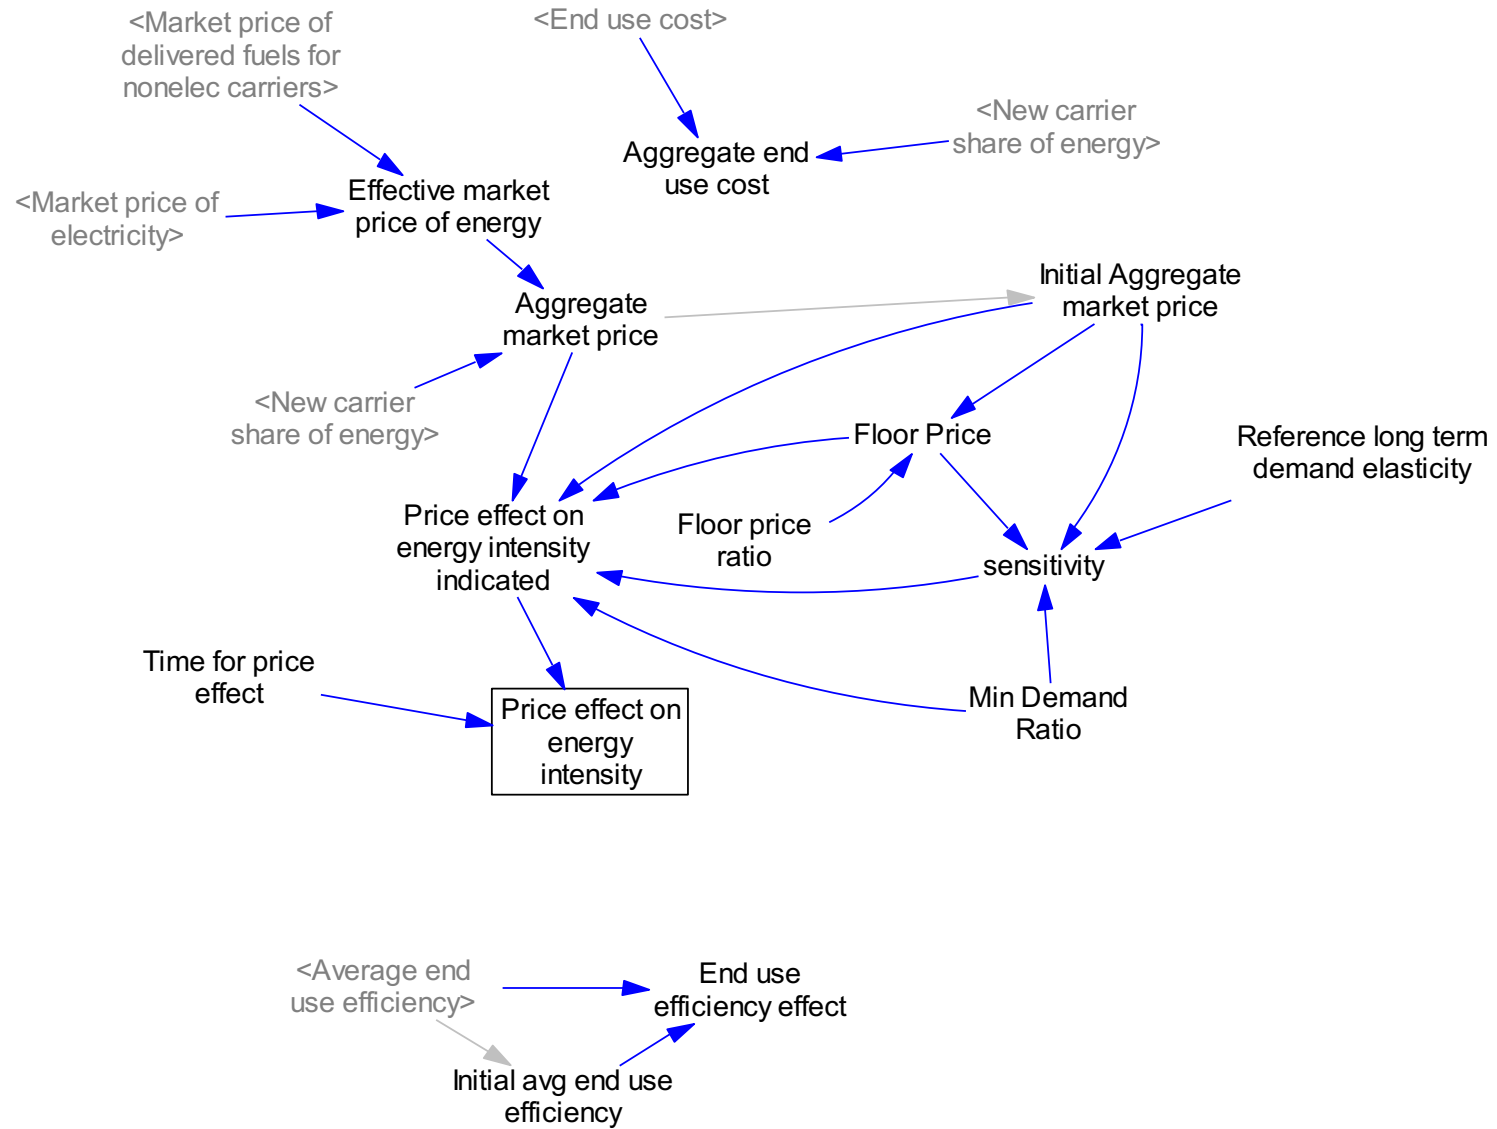 <Market price of
delivered fuels for
nonelec carriers>
<End use cost>
<New carrier
share of energy>
Aggregate end
use cost
<Market price of
electricity>
Effective market
price of energy
Initial Aggregate
market price
Aggregate
market price
<New carrier
share of energy>
Floor Price
Reference long term
demand elasticity
Price effect on
energy intensity
indicated
Floor price
ratio
sensitivity
Time for price
effect
Price effect on
energy
intensity
Min Demand
Ratio
<Average end
use efficiency>
End use
efficiency effect
Initial avg end use
efficiency